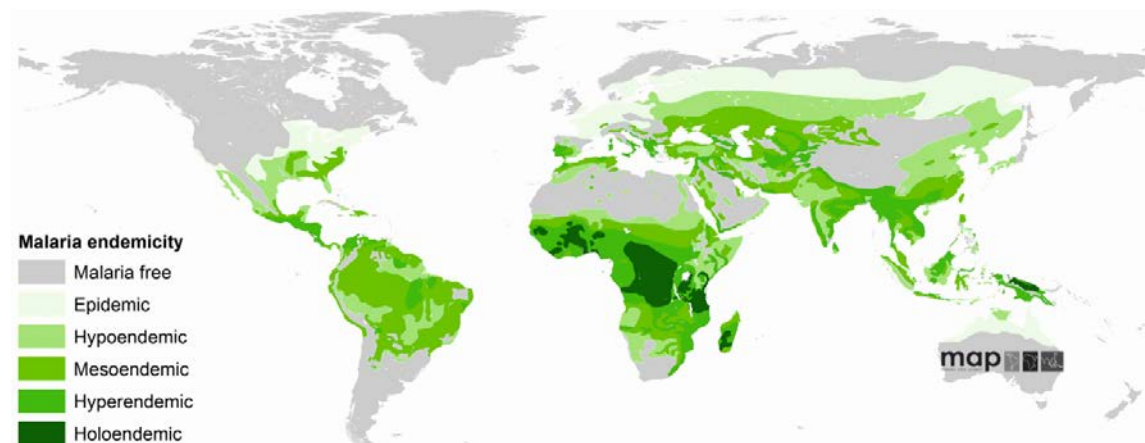 Malaria endemicity
Malaria free
Epidemic
Hypoendemic
Mesoendemic
Hyperendemic
Holoendemic
map